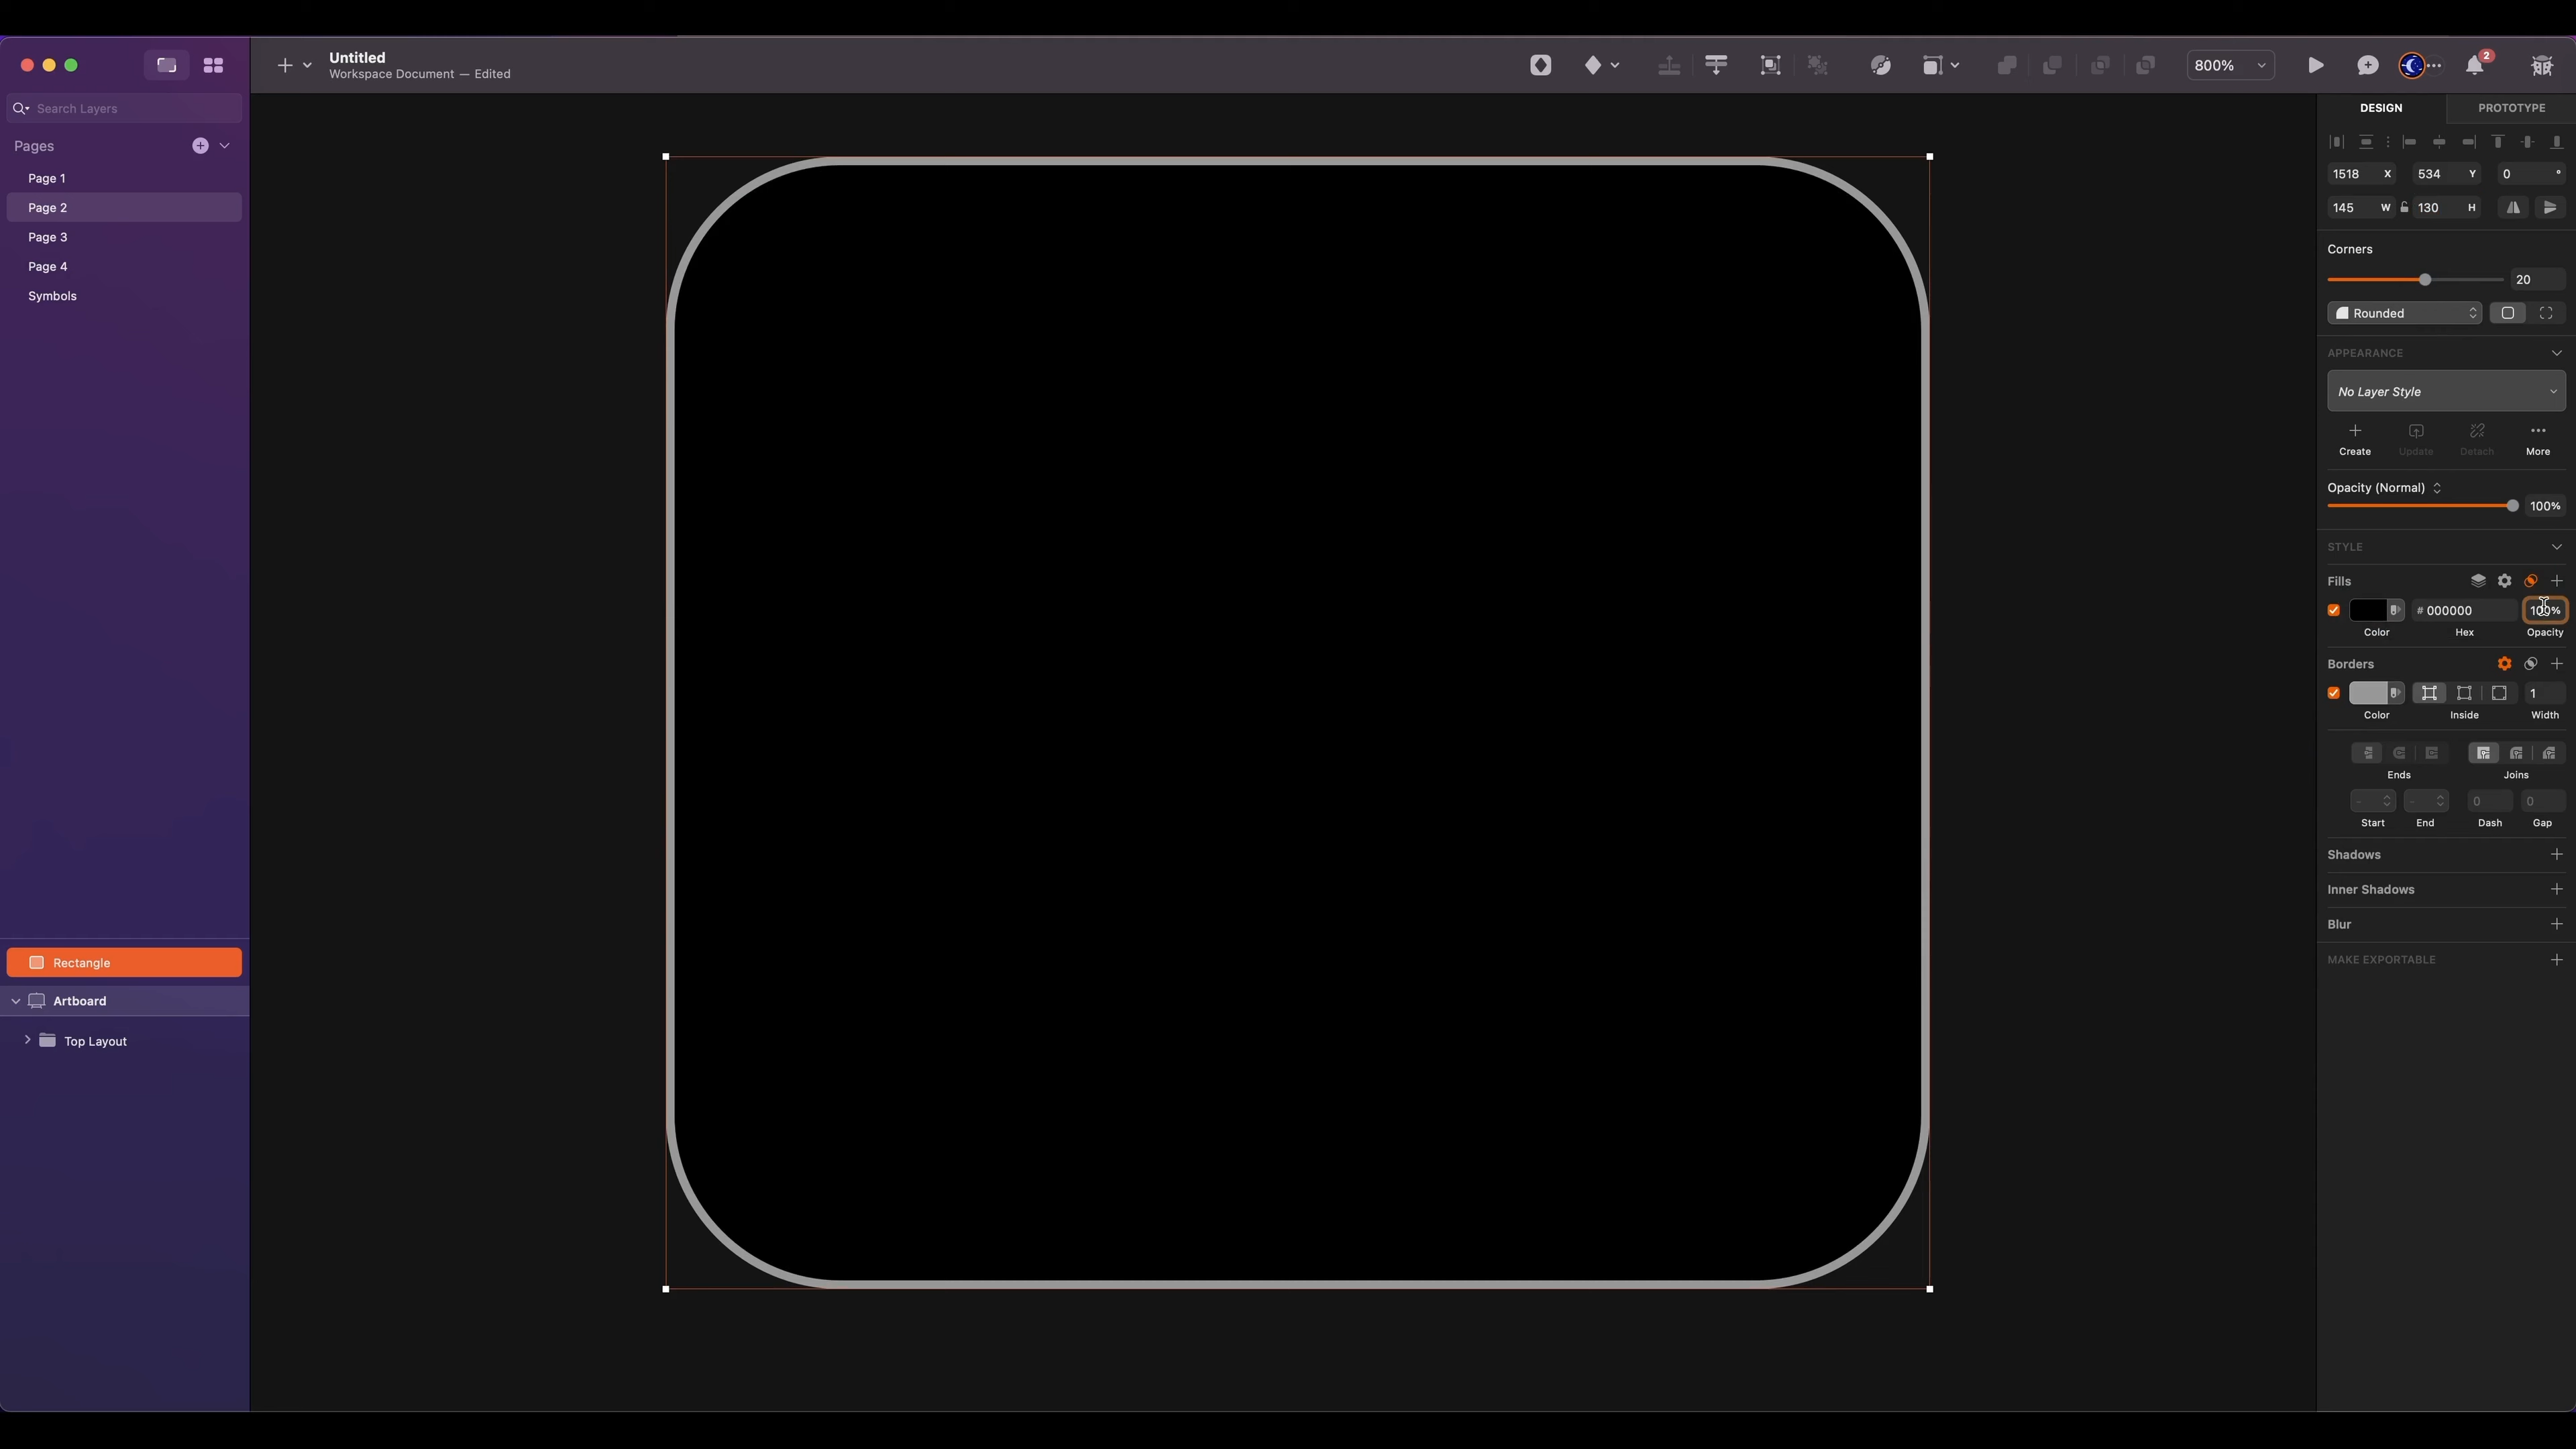 Untitled
Workspace Document — Edited
800%
2
Search Layers
Pages
Page 1
Page 2
Page 3
Page 4
Symbols
Rectangle
Artboard
Top Layout
DESIGN
PROTOTYPE
1518 X 534 Y 0 °
145 W 130 H
Corners
20
Rounded
APPEARANCE
No Layer Style
Create Update Detach More
Opacity (Normal)
100%
STYLE
Fills
# 000000 100%
Color Hex Opacity
Borders
1
Color Inside Width
Ends Joins
- - 0 0
Start End Dash Gap
Shadows
Inner Shadows
Blur
MAKE EXPORTABLE